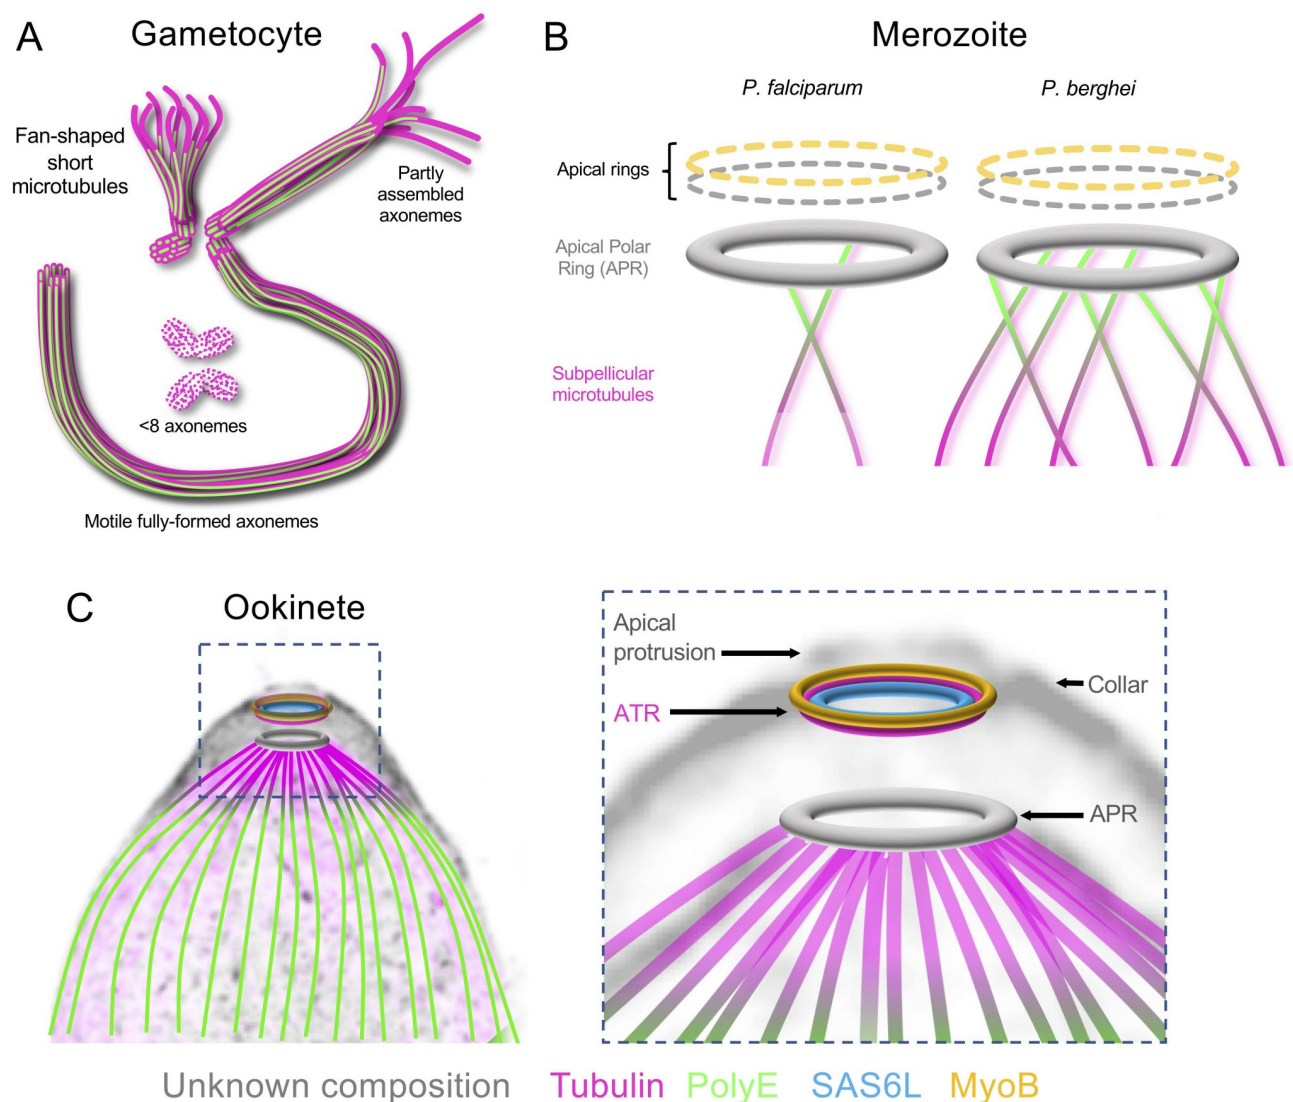 A
Gametocyte
Fan-shaped
short
microtubules
Partly
assembled
axonemes
<8 axonemes
Motile fully-formed axonemes
B
Merozoite
P. falciparum
P. berghei
Apical rings
Apical Polar
Ring (APR)
Subpellicular
microtubules
C
Ookinete
Apical
protrusion
ATR
Collar
APR
Unknown composition Tubulin PolyE SAS6L MyoB